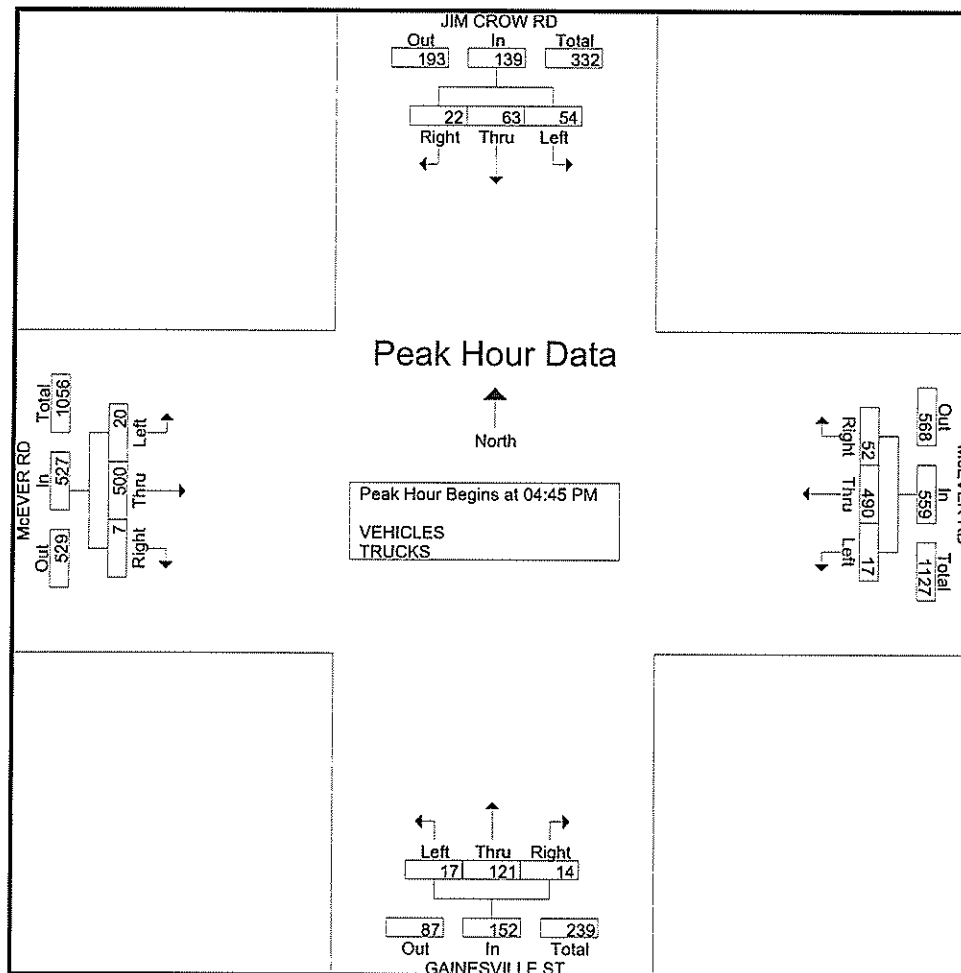 JIM CROW RD
Out In Total
193 139 332
22 63 54
Right Thru Left
Peak Hour Data
North
Peak Hour Begins at 04:45 PM
VEHICLES
TRUCKS
McEVER RD
Total In Out
1056 527 529
20 500 7
Left Thru Right
Out In Total
568 559 1127
Right Thru Left
52 490 17
Left Thru Right
17 121 14
87 152 239
Out In Total
GAINESVILLE ST